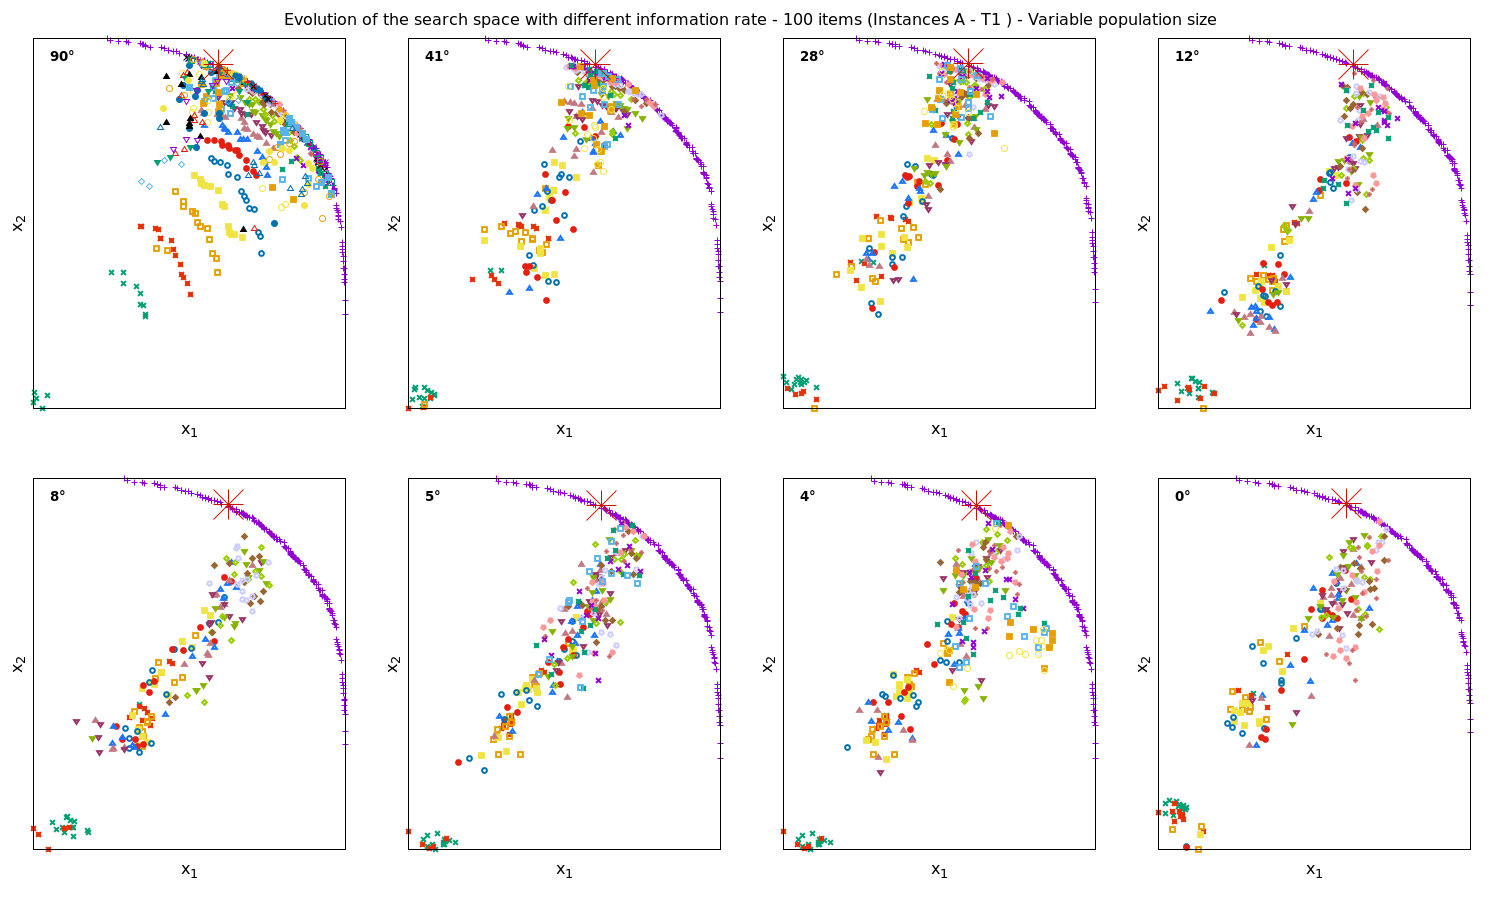 Evolution of the search space with different information rate - 100 items (Instances A - T1 ) - Variable population size
90°
41°
28°
12°
x2
x2
x2
x2
x1
x1
x1
x1
8°
5°
4°
0°
x2
x2
x2
x2
x1
x1
x1
x1